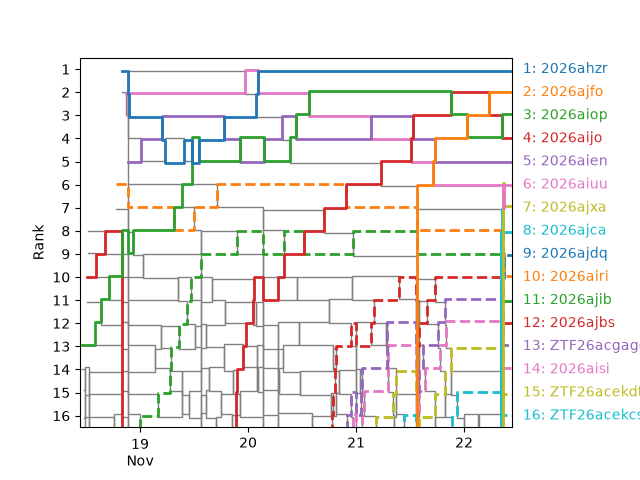 1
2
3
4
5
6
7
8
9
10
11
12
13
14
15
16
Rank
19
20
21
22
Nov
1: 2026ahzr
2: 2026ajfo
3: 2026aiop
4: 2026aijo
5: 2026aien
6: 2026aiuu
7: 2026ajxa
8: 2026ajca
9: 2026ajdq
10: 2026airi
11: 2026ajib
12: 2026ajbs
13: ZTF26acgag
14: 2026aisi
15: ZTF26acekd
16: ZTF26acekcs